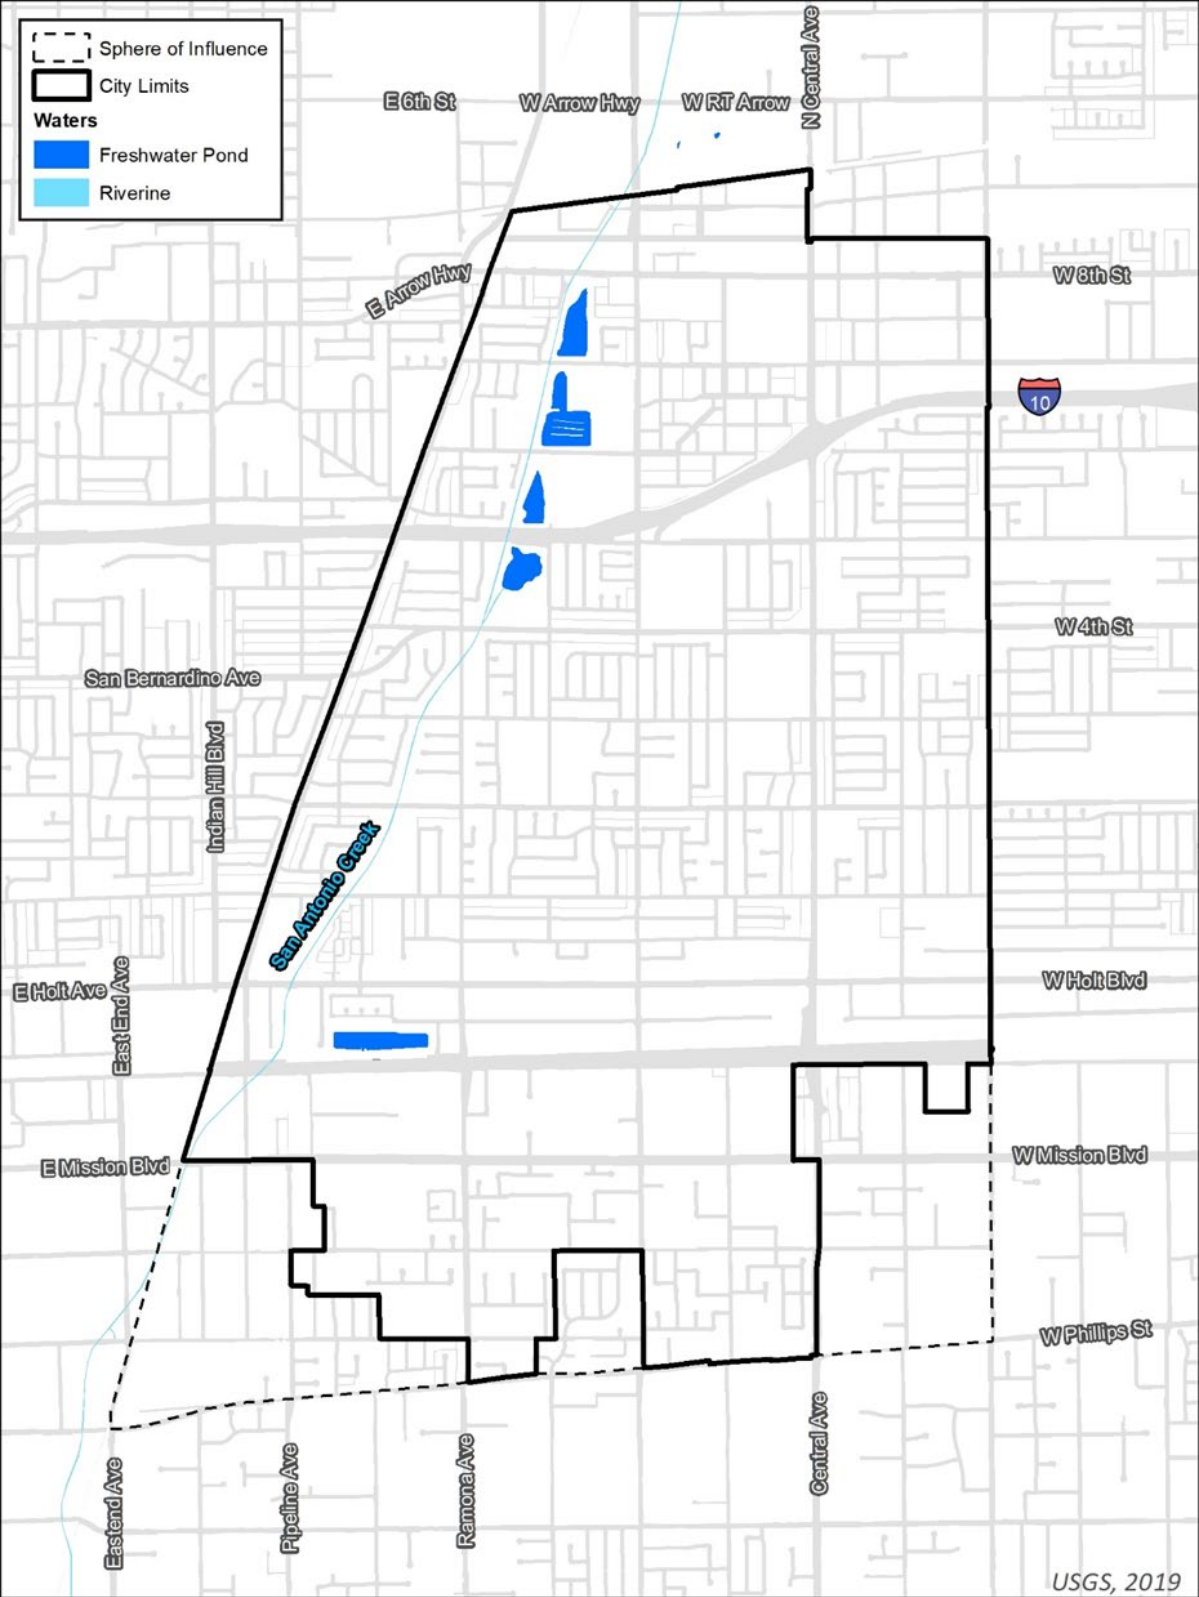 Sphere of Influence
City Limits
Waters
Freshwater Pond
Riverine
N Central Ave
E 6th St
W Arrow Hwy
W RT Arrow
E Arrow Hwy
W 8th St
10
W 4th St
San Bernardino Ave
Indian Hill Blvd
San Antonio Creek
E Holt Ave
East End Ave
W Holt Blvd
E Mission Blvd
W Mission Blvd
W Phillips St
Eastend Ave
Pipeline Ave
Ramona Ave
Central Ave
USGS, 2019